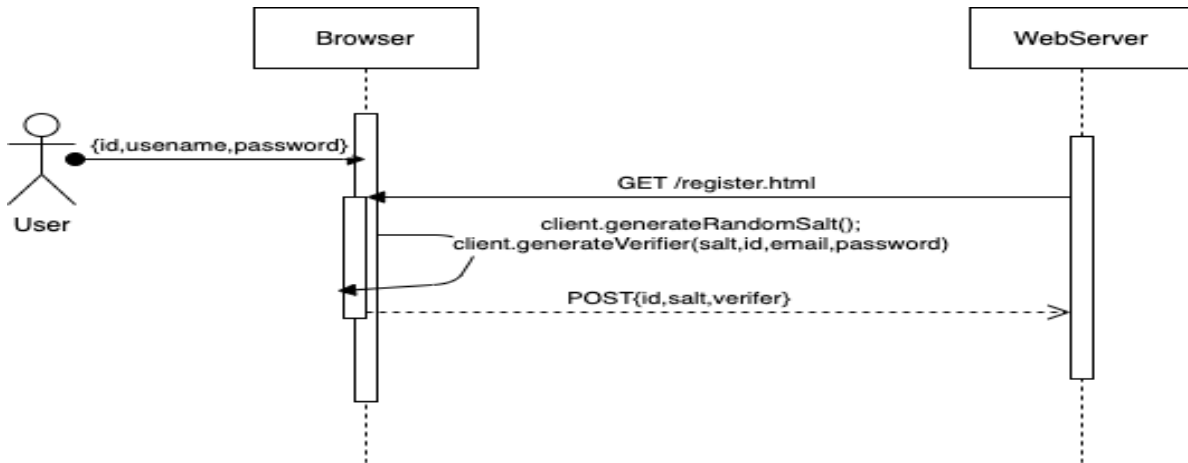 Browser
WebServer
{id,usename,password}
User
GET /register.html
client.generateRandomSalt();
client.generateVerifier(salt,id,email,password)
POST{id,salt,verifer}